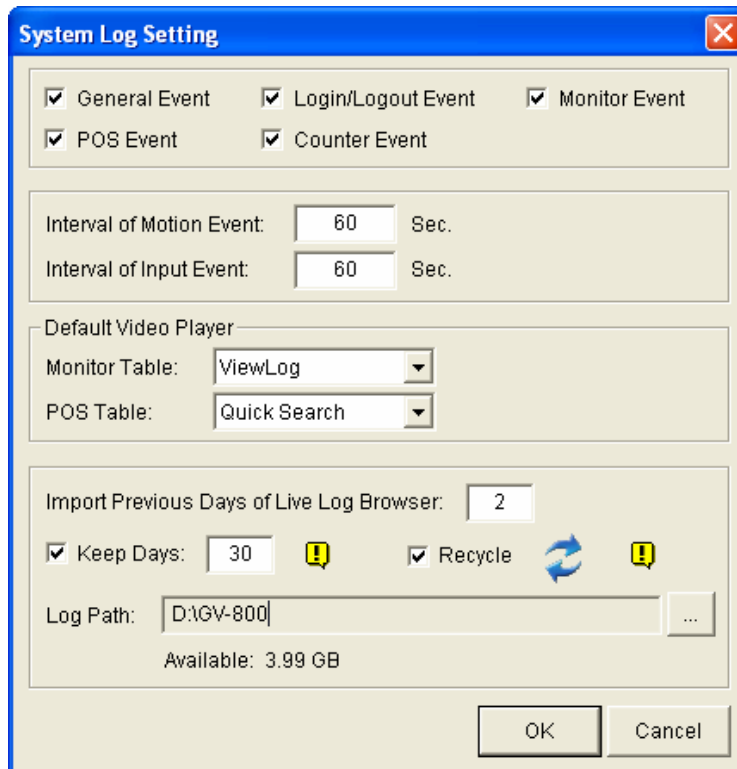 System Log Setting
General Event Login/Logout Event Monitor Event
POS Event Counter Event
Interval of Motion Event: 60 Sec.
Interval of Input Event: 60 Sec.
Default Video Player
Monitor Table: ViewLog
POS Table: Quick Search
Import Previous Days of Live Log Browser: 2
Keep Days: 30 ! Recycle !
Log Path: D:\GV-800 ...
Available: 3.99 GB
OK Cancel